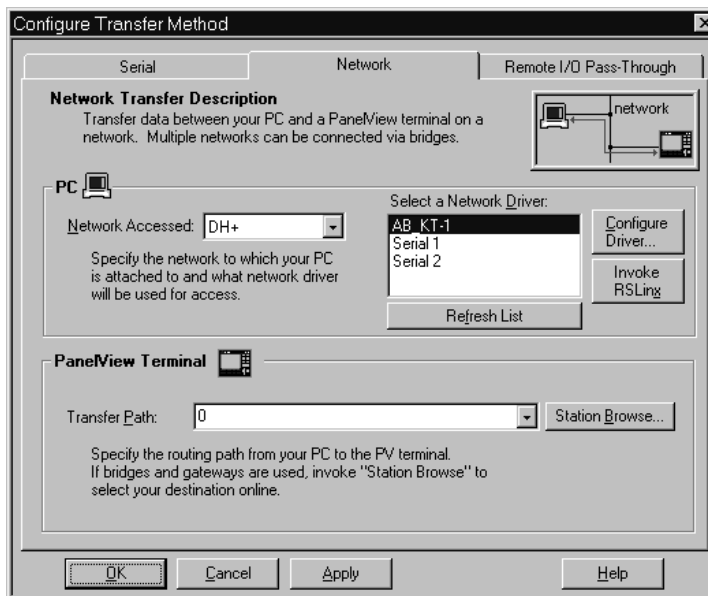 Configure Transfer Method
Serial
Network
Remote I/O Pass-Through
Network Transfer Description
Transfer data between your PC and a PanelView terminal on a
network. Multiple networks can be connected via bridges.
network
PC
Network Accessed:
DH+
Specify the network to which your PC
is attached to and what network driver
will be used for access.
Select a Network Driver:
AB_KT-1
Serial 1
Serial 2
Configure
Driver...
Invoke
RSLinx
Refresh List
PanelView Terminal
Transfer Path:
0
Station Browse...
Specify the routing path from your PC to the PV terminal.
If bridges and gateways are used, invoke "Station Browse" to
select your destination online.
OK
Cancel
Apply
Help